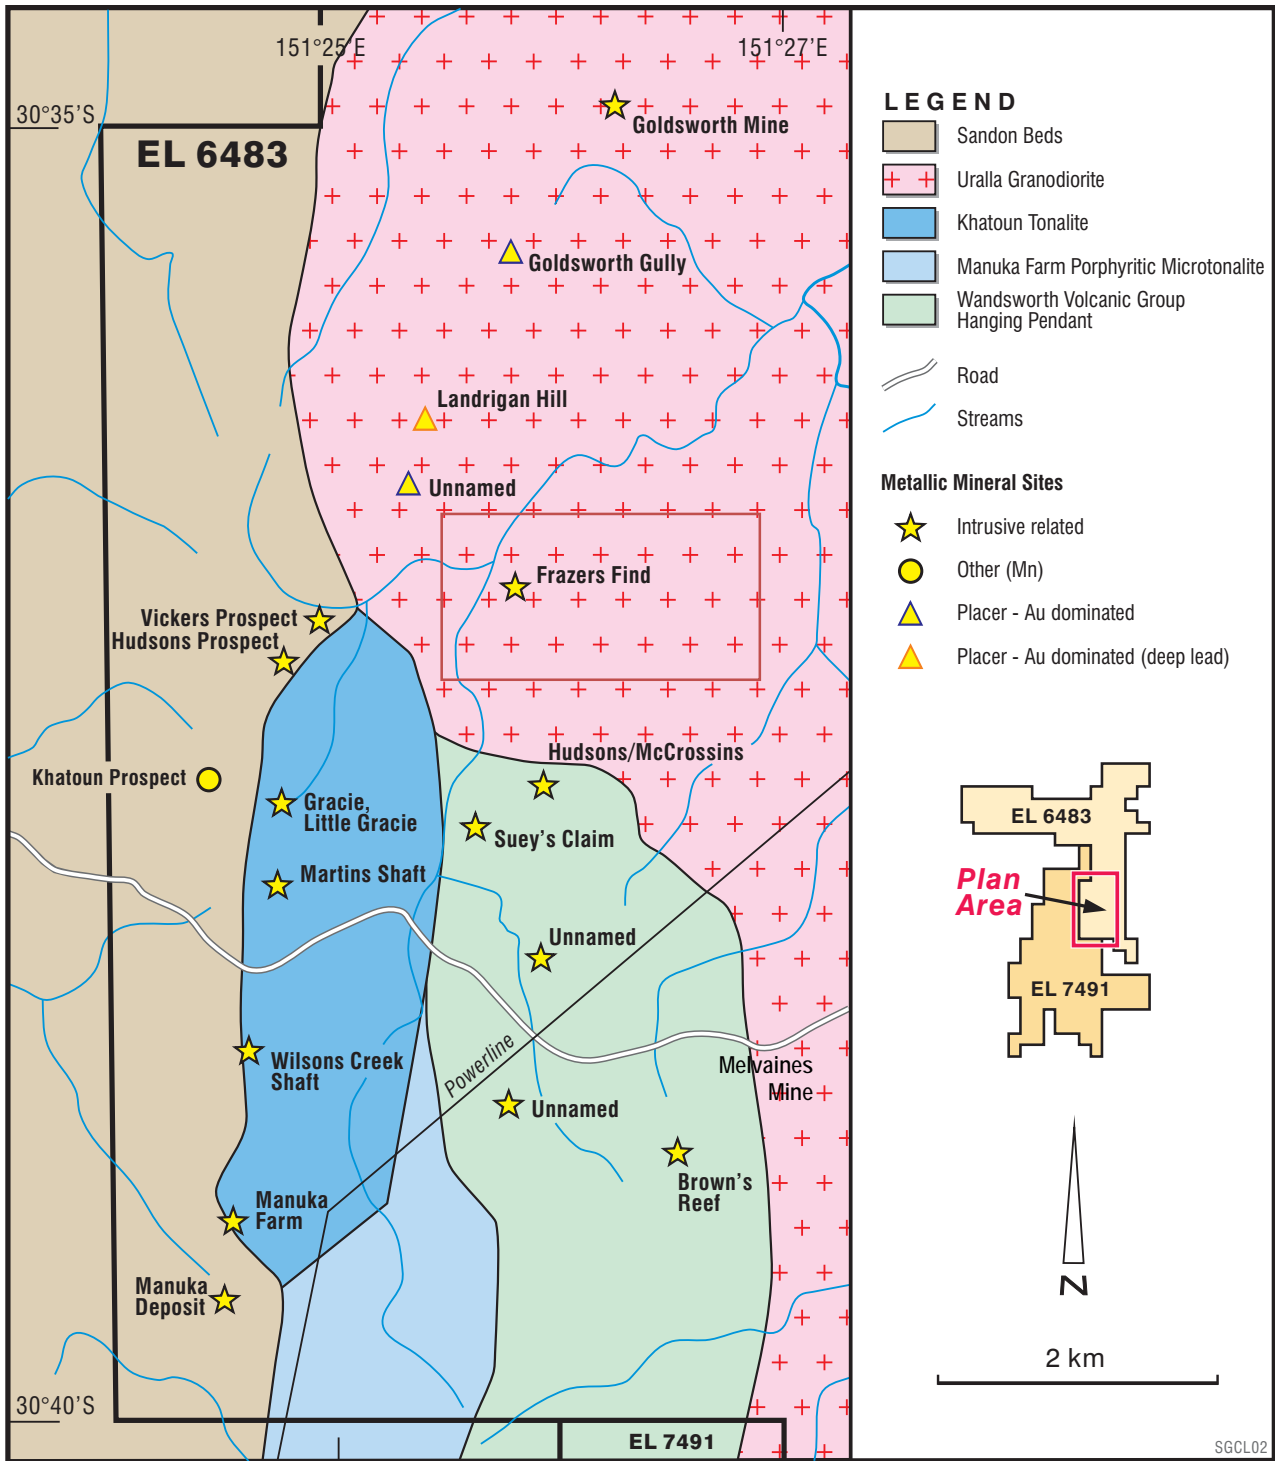 151°25'E
151°27'E
30°35'S
EL 6483
Goldsworth Mine
Goldsworth Gully
Landrigan Hill
Unnamed
Frazers Find
Vickers Prospect
Hudsons Prospect
Hudsons/McCrossins
Khatoun Prospect
Gracie,
Little Gracie
Suey's Claim
Martins Shaft
Unnamed
Powerline
Wilsons Creek
Shaft
Melvaines
Mine
Unnamed
Brown's
Reef
Manuka
Farm
Manuka
Deposit
30°40'S
EL 7491
LEGEND
Sandon Beds
Uralla Granodiorite
Khatoun Tonalite
Manuka Farm Porphyritic Microtonalite
Wandsworth Volcanic Group
Hanging Pendant
Road
Streams
Metallic Mineral Sites
Intrusive related
Other (Mn)
Placer - Au dominated
Placer - Au dominated (deep lead)
EL 6483
Plan
Area
EL 7491
N
2 km
SGCL02